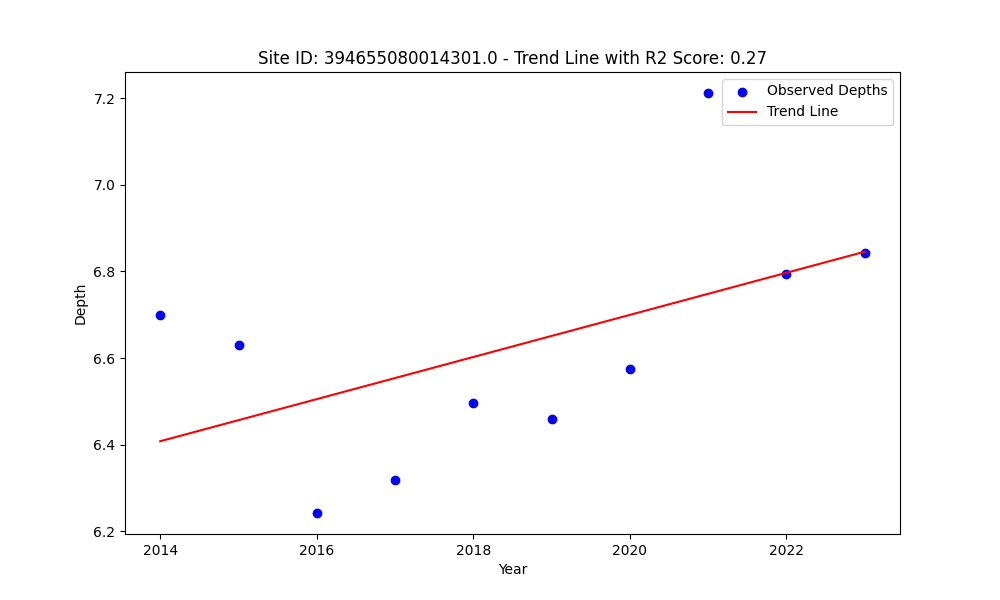 Site ID: 394655080014301.0 - Trend Line with R2 Score: 0.27
Observed Depths
Trend Line
7.2
7.0
6.8
6.6
6.4
6.2
Depth
2014
2016
2018
2020
2022
Year